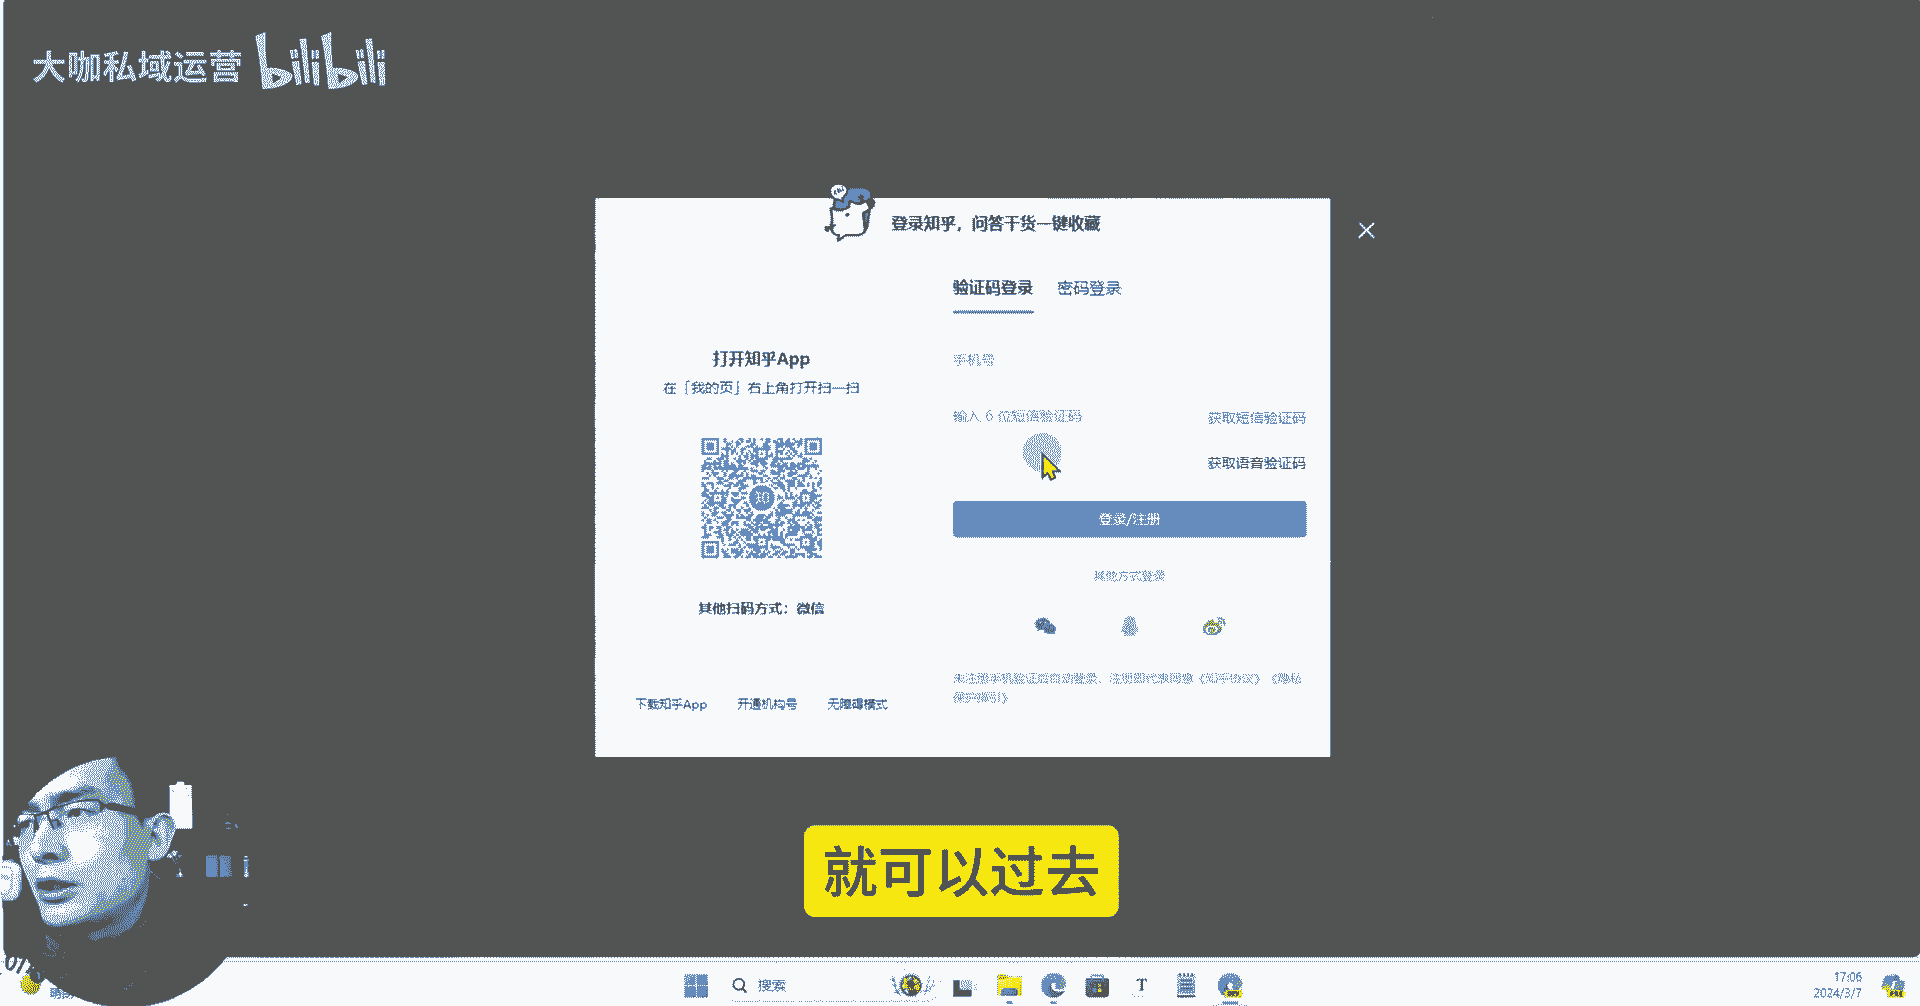 大咖私域运营 bilibili
登录知乎，问答干货一键收藏
验证码登录 密码登录
打开知乎App
在「我的页」右上角打开扫一扫
手机号
输入 6 位短信验证码 获取短信验证码
获取语音验证码
登录/注册
其他方式登录
其他扫码方式：微信
未注册手机验证后自动登录，注册即代表同意《知乎协议》《隐私
保护指引》
下载知乎App 开通机构号 无障碍模式
就可以过去
搜索
T
17:06
2024/3/7